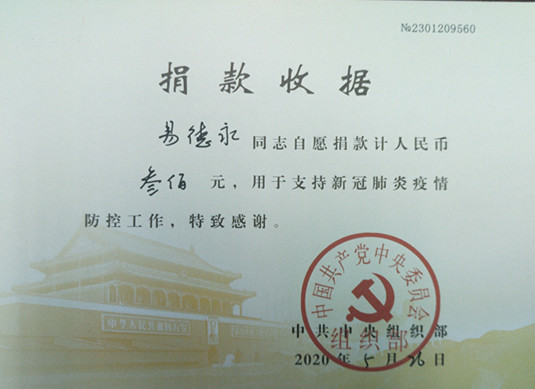 №2301209560
捐款收据
易德永同志自愿捐款计人民币
叁佰元，用于支持新冠肺炎疫情
防控工作，特致感谢。
中国共产党中央委员会
组织部
中共中央组织部
2020年5月26日